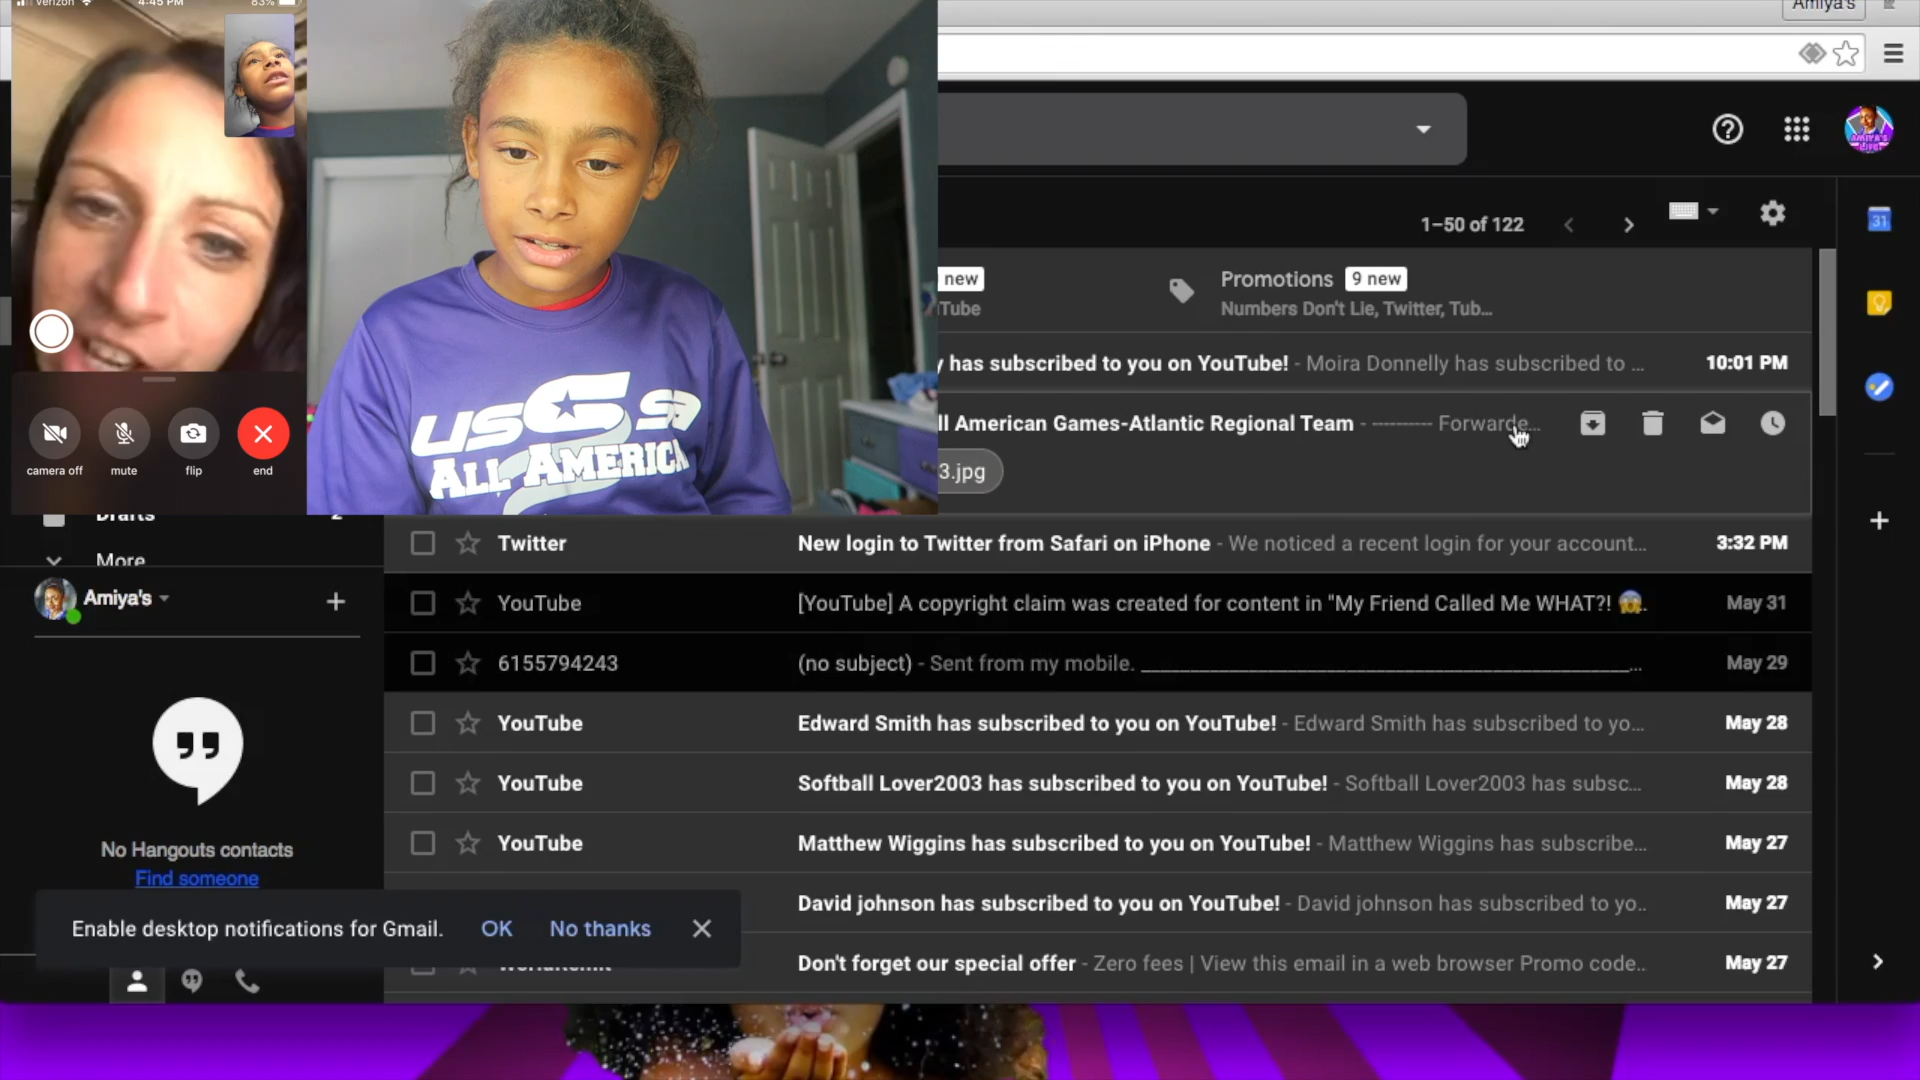 verizon
4:45 PM
83%
Amiya's
camera off
mute
flip
end
USGS
ALL AMERICA
1–50 of 122
new
Tube
Promotions
9 new
Numbers Don't Lie, Twitter, Tub...
y has subscribed to you on YouTube! - Moira Donnelly has subscribed to ...
10:01 PM
ll American Games-Atlantic Regional Team - ---------- Forwarde...
3.jpg
Drafts
2
More
Amiya's
No Hangouts contacts
Find someone
Twitter
New login to Twitter from Safari on iPhone - We noticed a recent login for your account...
3:32 PM
YouTube
[YouTube] A copyright claim was created for content in "My Friend Called Me WHAT?! 😱.
May 31
6155794243
(no subject) - Sent from my mobile. ________________________________________...
May 29
YouTube
Edward Smith has subscribed to you on YouTube! - Edward Smith has subscribed to yo...
May 28
YouTube
Softball Lover2003 has subscribed to you on YouTube! - Softball Lover2003 has subsc...
May 28
YouTube
Matthew Wiggins has subscribed to you on YouTube! - Matthew Wiggins has subscribe...
May 27
David johnson has subscribed to you on YouTube! - David johnson has subscribed to yo..
May 27
Don't forget our special offer - Zero fees | View this email in a web browser Promo code...
May 27
Enable desktop notifications for Gmail.
OK
No thanks
31
AMIYA'S